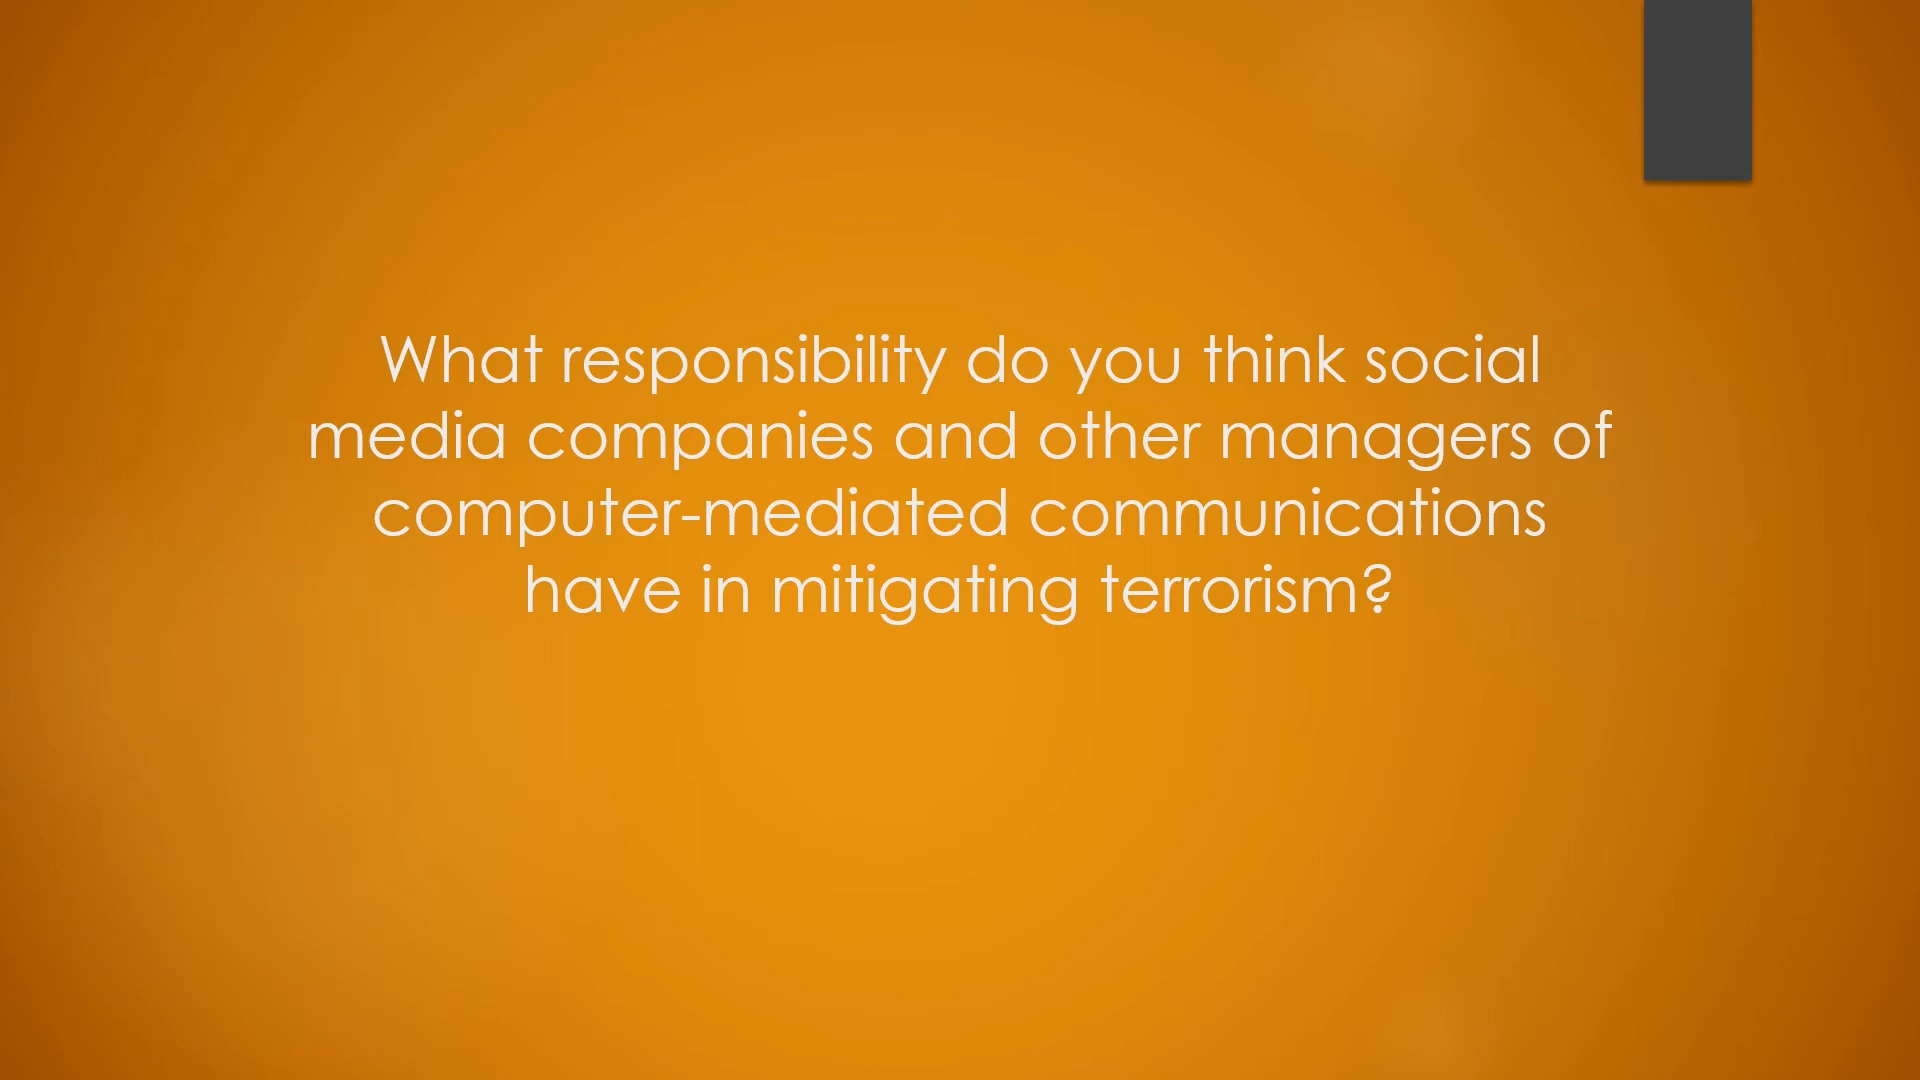 What responsibility do you think social
media companies and other managers of
computer-mediated communications
have in mitigating terrorism?